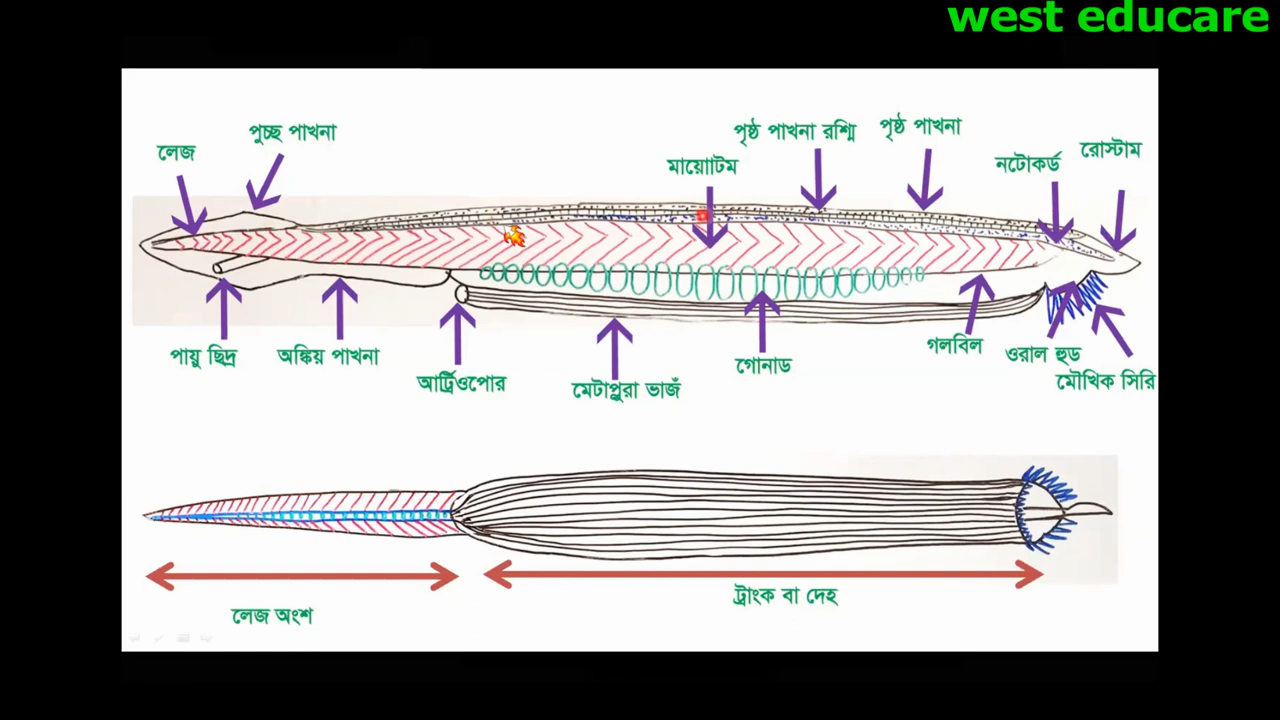 west educare
পুচ্ছ পাখনা
লেজ
মায়োাটম
পৃষ্ঠ পাখনা রশ্মি
পৃষ্ঠ পাখনা
নটোকর্ড
রোস্টাম
পায়ু ছিদ্র
অঙ্কিয় পাখনা
আর্ট্রিওপোর
মেটাপ্লুরা ভাজঁ
গোনাড
গলবিল
ওরাল হুড
মৌখিক সিরি
লেজ অংশ
ট্রাংক বা দেহ